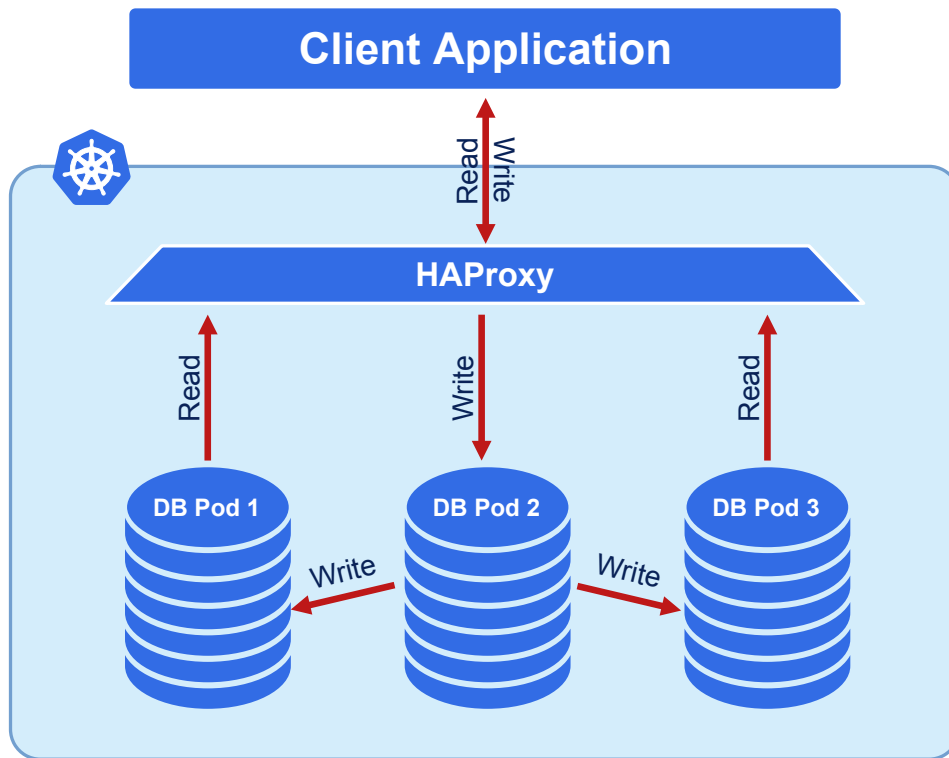 Client Application
Read
Write
HAProxy
Read
Write
Read
DB Pod 1
DB Pod 2
DB Pod 3
Write
Write